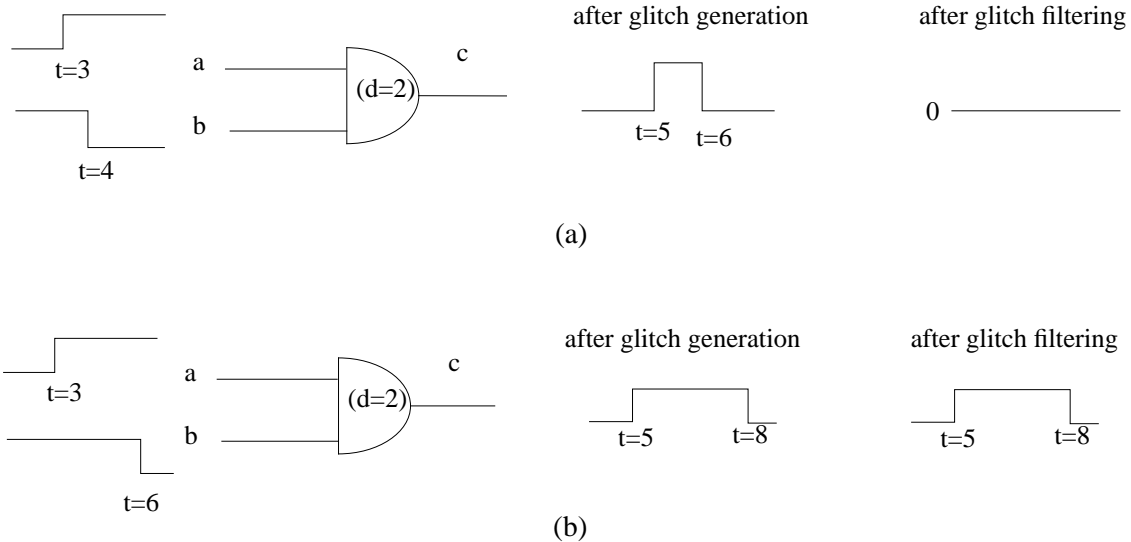 after glitch generation
after glitch filtering
t=3
a
c
(d=2)
b
0
t=5
t=6
t=4
(a)
after glitch generation
after glitch filtering
t=3
a
c
(d=2)
b
t=5
t=8
t=5
t=8
t=6
(b)